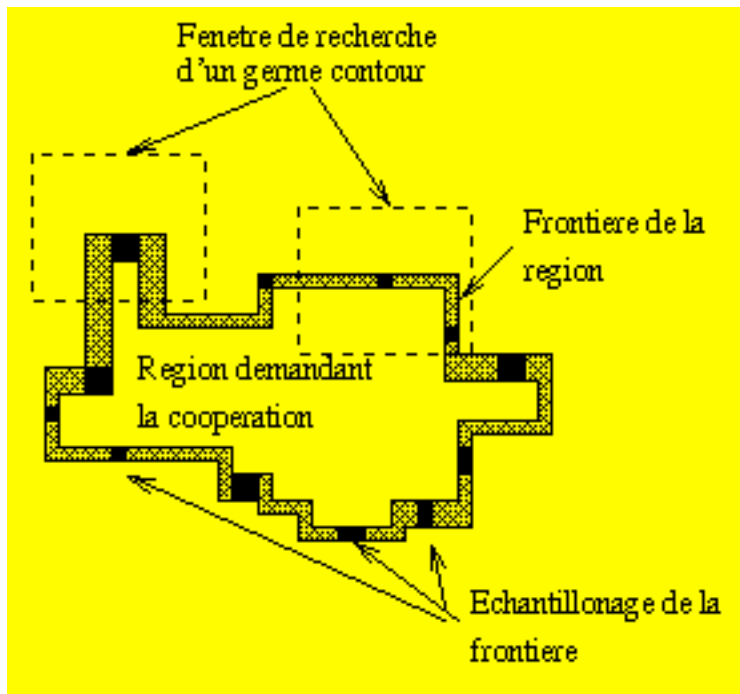 Fenetre de recherche
d'un germe contour
Frontiere de la
region
Region demandant
la cooperation
Echantillonage de la
frontiere